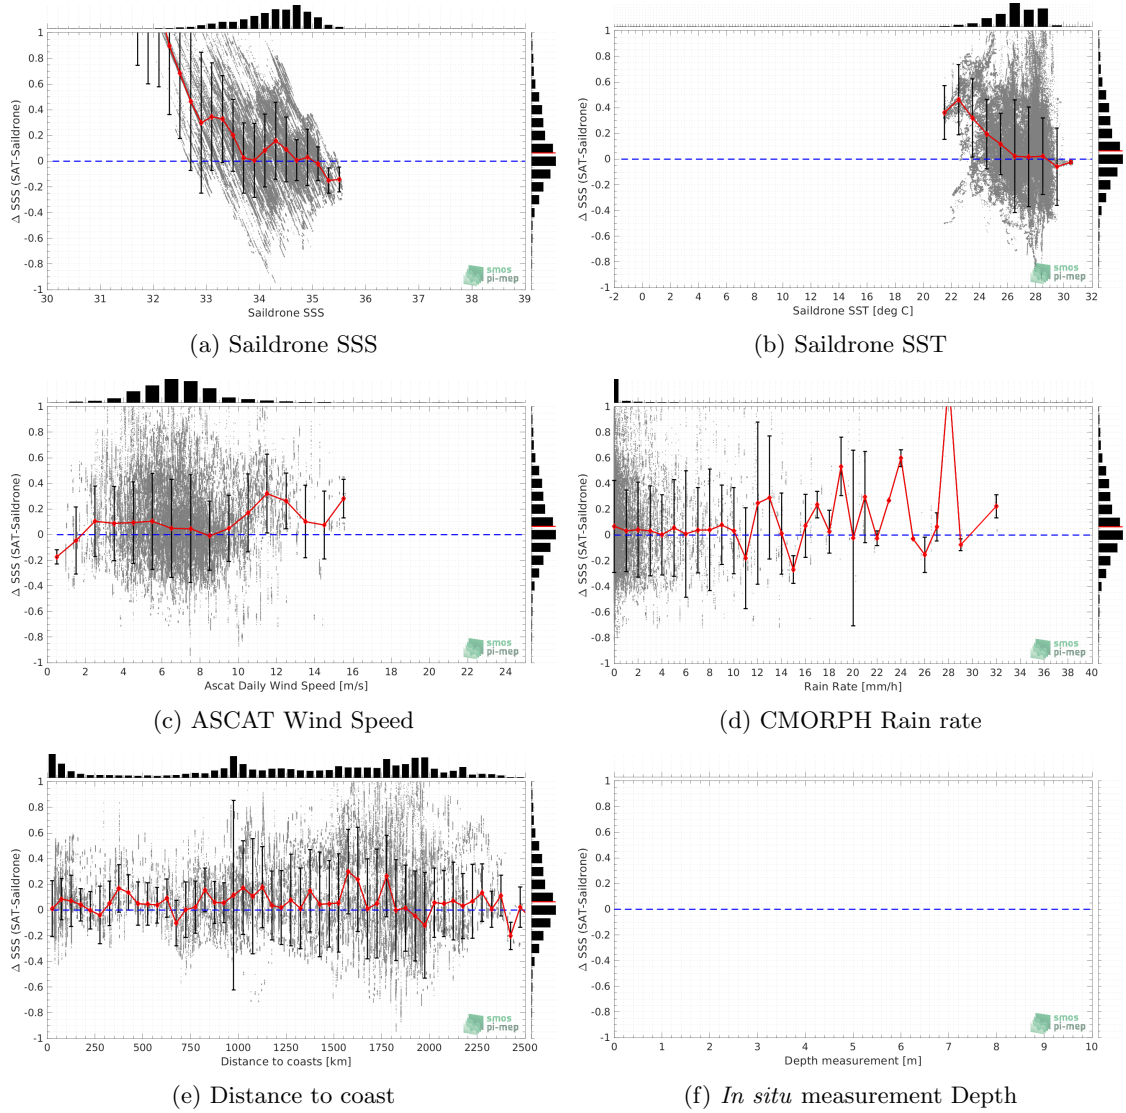 1
0.8
0.6
0.4
0.2
0
-0.2
-0.4
-0.6
-0.8
-1
Δ SSS (SAT-Saildrone)
30 31 32 33 34 35 36 37 38 39
Saildrone SSS
smos
pi-mep
(a) Saildrone SSS
1
0.8
0.6
0.4
0.2
0
-0.2
-0.4
-0.6
-0.8
-1
Δ SSS (SAT-Saildrone)
-2 0 2 4 6 8 10 12 14 16 18 20 22 24 26 28 30 32
Saildrone SST [deg C]
smos
pi-mep
(b) Saildrone SST
1
0.8
0.6
0.4
0.2
0
-0.2
-0.4
-0.6
-0.8
-1
Δ SSS (SAT-Saildrone)
0 2 4 6 8 10 12 14 16 18 20 22 24
Ascat Daily Wind Speed [m/s]
smos
pi-mep
(c) ASCAT Wind Speed
1
0.8
0.6
0.4
0.2
0
-0.2
-0.4
-0.6
-0.8
-1
Δ SSS (SAT-Saildrone)
0 2 4 6 8 10 12 14 16 18 20 22 24 26 28 30 32 34 36 38 40
Rain Rate [mm/h]
smos
pi-mep
(d) CMORPH Rain rate
1
0.8
0.6
0.4
0.2
0
-0.2
-0.4
-0.6
-0.8
-1
Δ SSS (SAT-Saildrone)
0 250 500 750 1000 1250 1500 1750 2000 2250 2500
Distance to coasts [km]
smos
pi-mep
(e) Distance to coast
1
0.8
0.6
0.4
0.2
0
-0.2
-0.4
-0.6
-0.8
-1
Δ SSS (SAT-Saildrone)
0 1 2 3 4 5 6 7 8 9 10
Depth measurement [m]
smos
pi-mep
(f) In situ measurement Depth